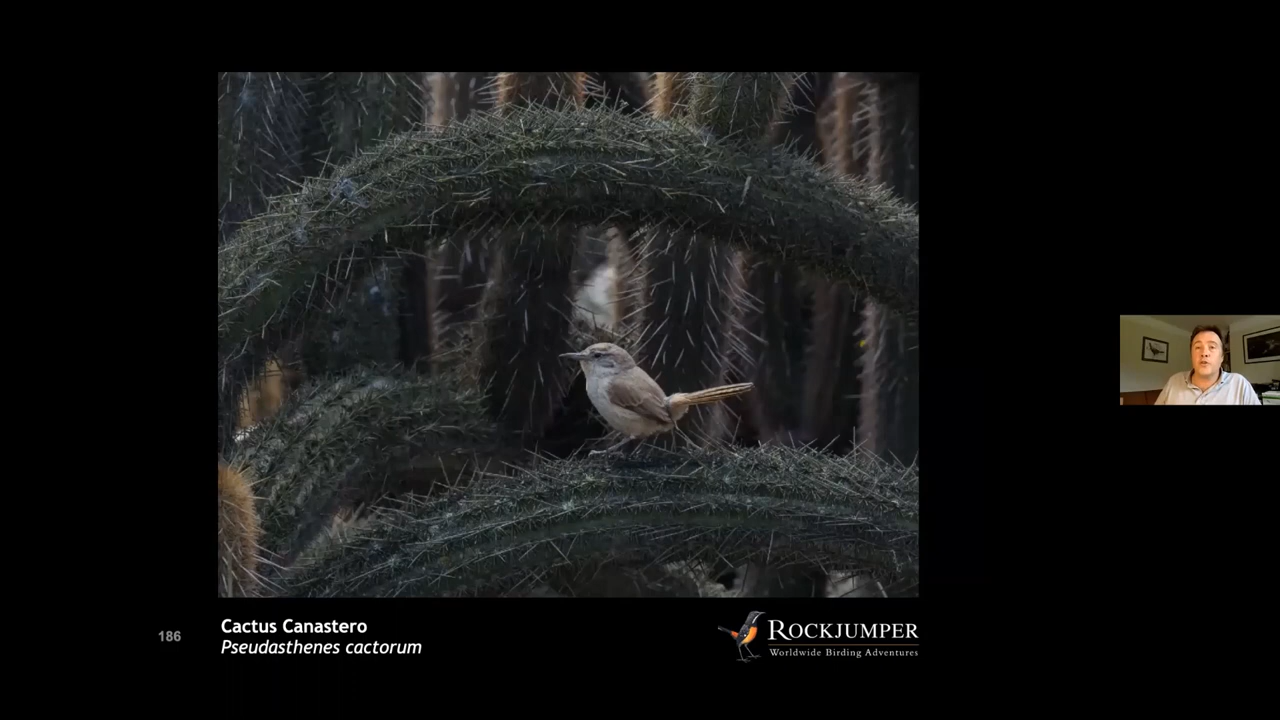 186
Cactus Canastero
Pseudasthenes cactorum
ROCKJUMPER
Worldwide Birding Adventures